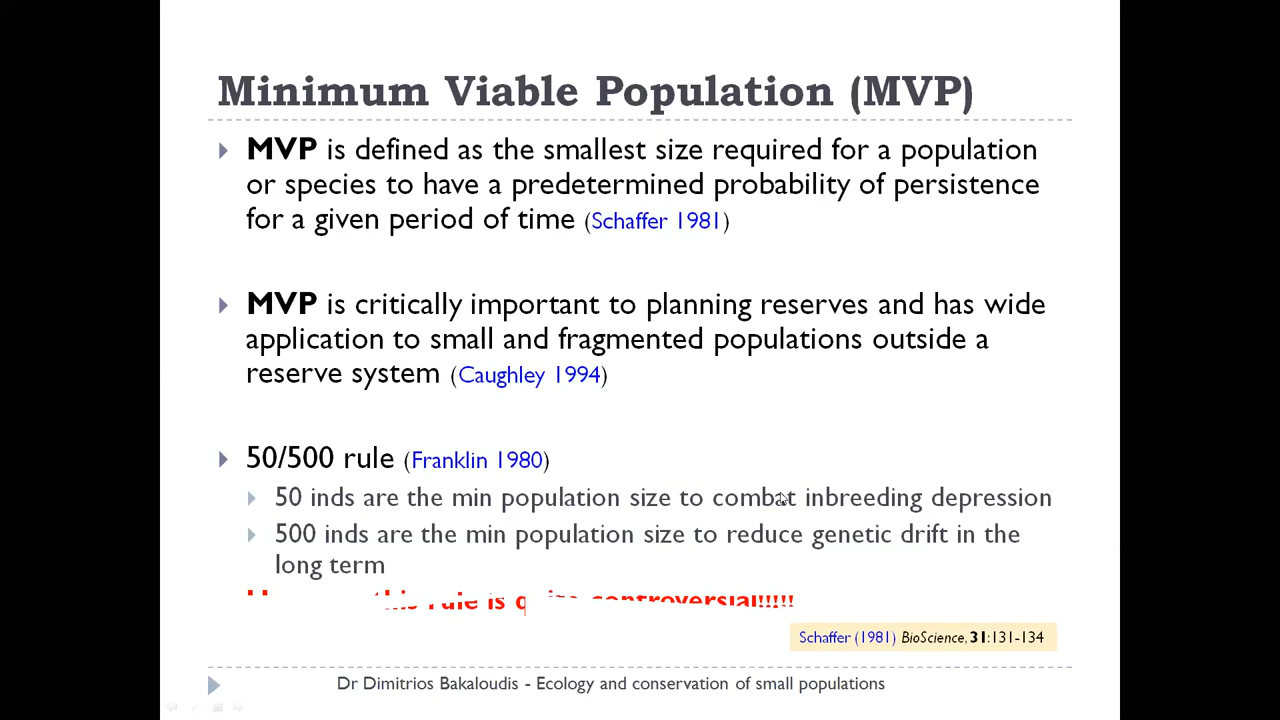 Minimum Viable Population (MVP)
MVP is defined as the smallest size required for a population
or species to have a predetermined probability of persistence
for a given period of time (Schaffer 1981)
MVP is critically important to planning reserves and has wide
application to small and fragmented populations outside a
reserve system (Caughley 1994)
50/500 rule (Franklin 1980)
50 inds are the min population size to combat inbreeding depression
500 inds are the min population size to reduce genetic drift in the
long term
this rule is quite controversial!!!!!
Schaffer (1981) BioScience, 31:131-134
Dr Dimitrios Bakaloudis - Ecology and conservation of small populations